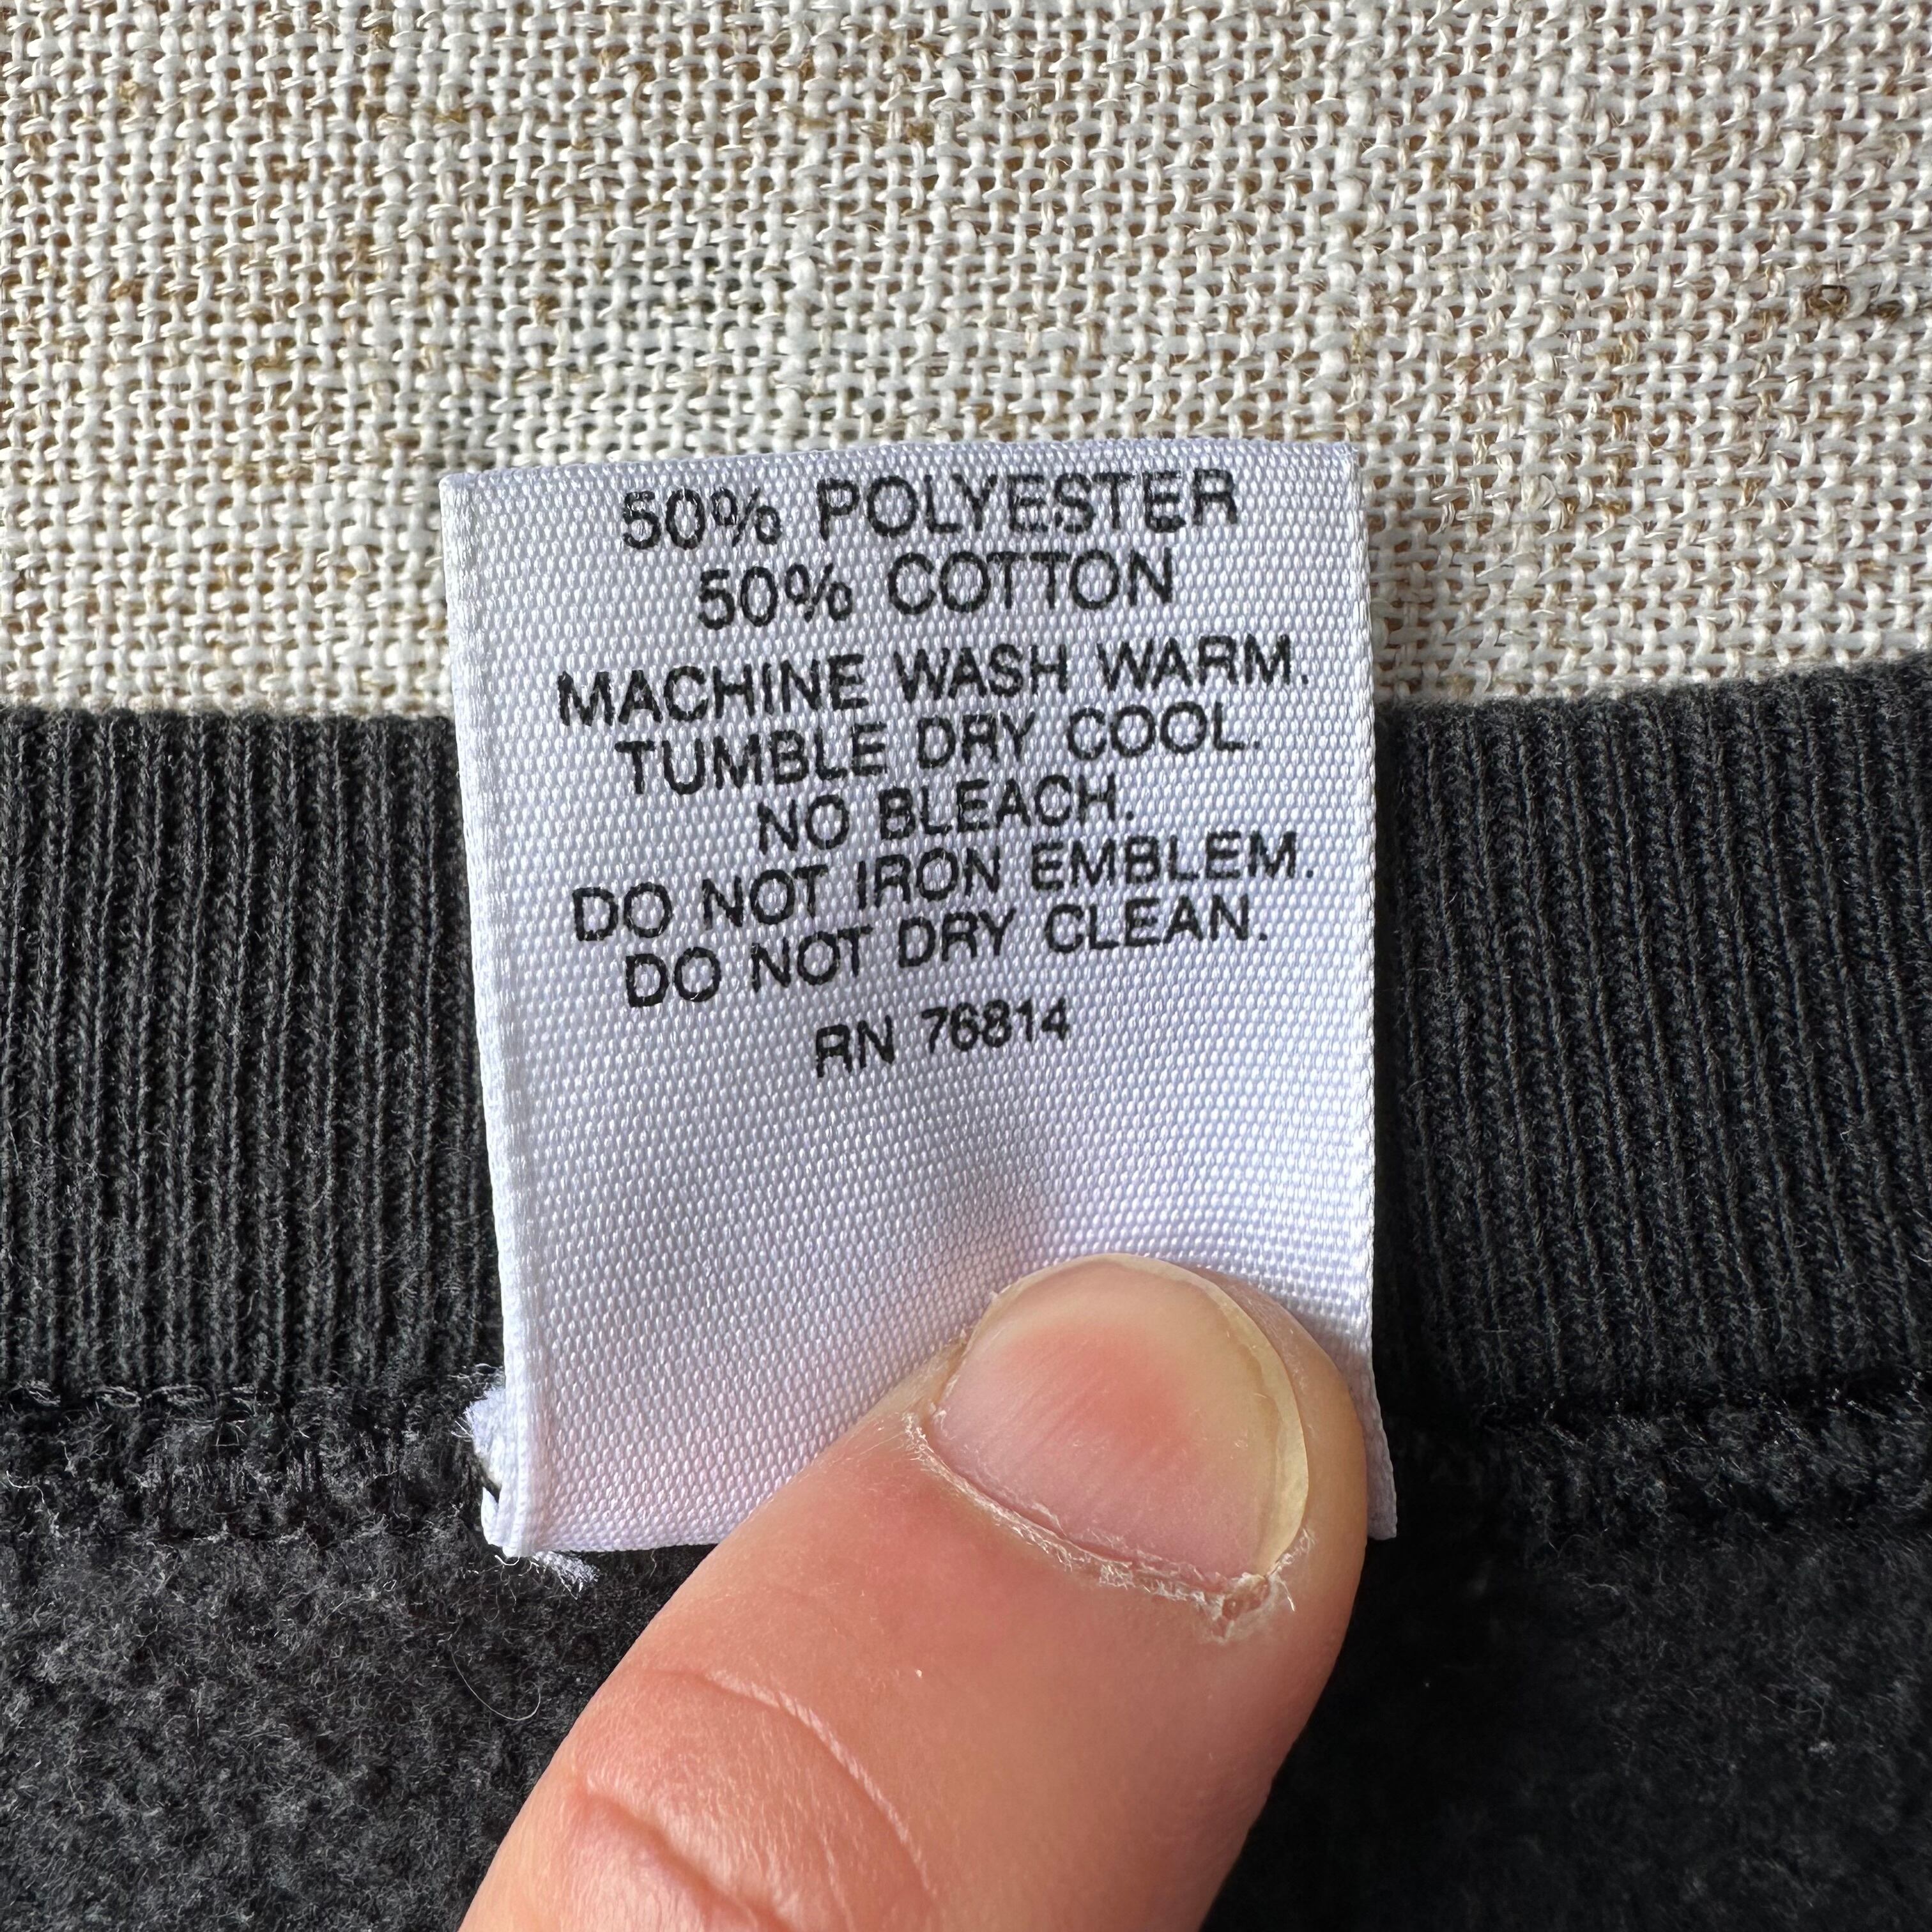 50% POLYESTER
50% COTTON
MACHINE WASH WARM.
TUMBLE DRY COOL.
NO BLEACH.
DO NOT IRON EMBLEM.
DO NOT DRY CLEAN.
RN 76814